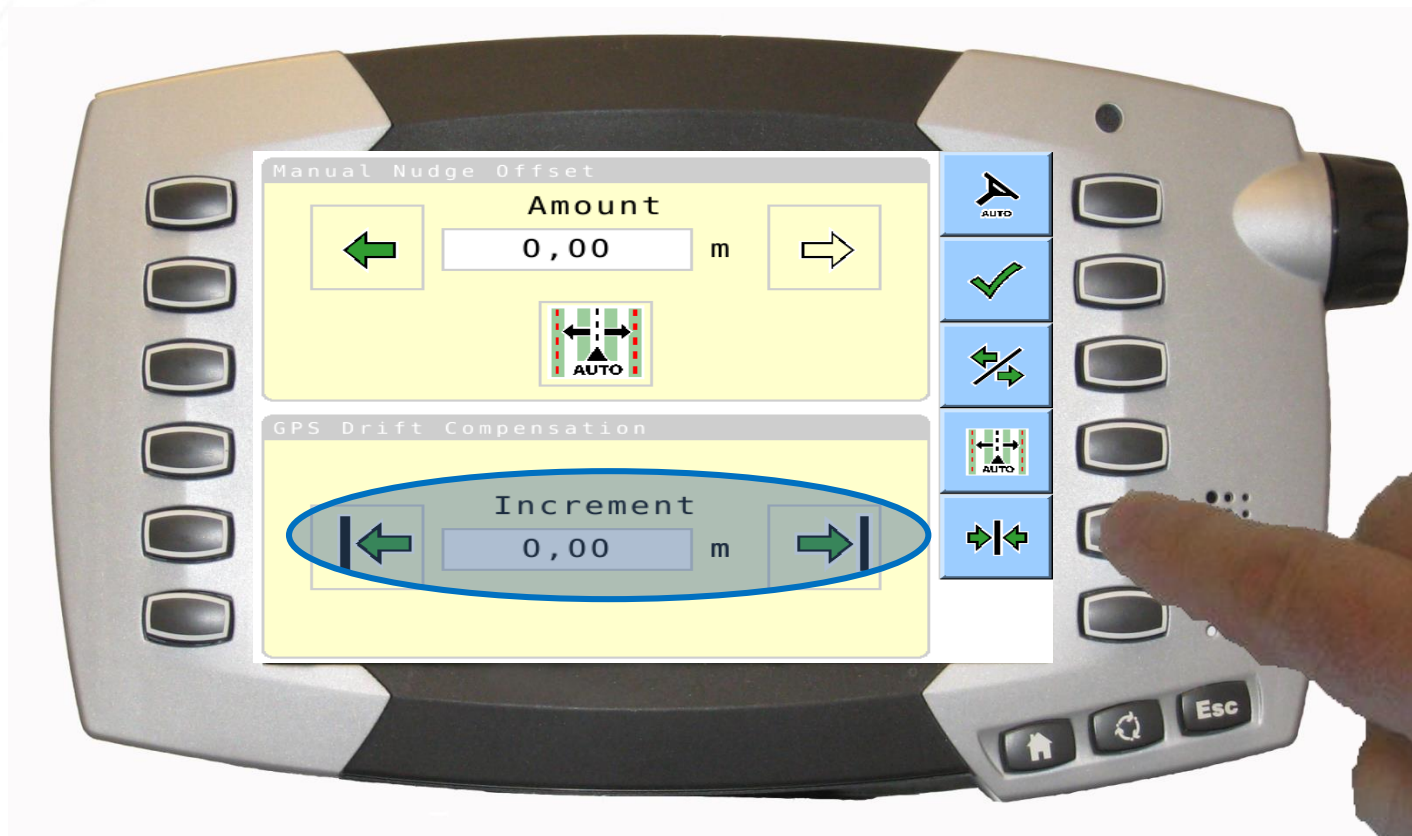 Manual Nudge Offset
Amount
0,00 m
AUTO
AUTO
GPS Drift Compensation
AUTO
Increment
0,00 m
Esc